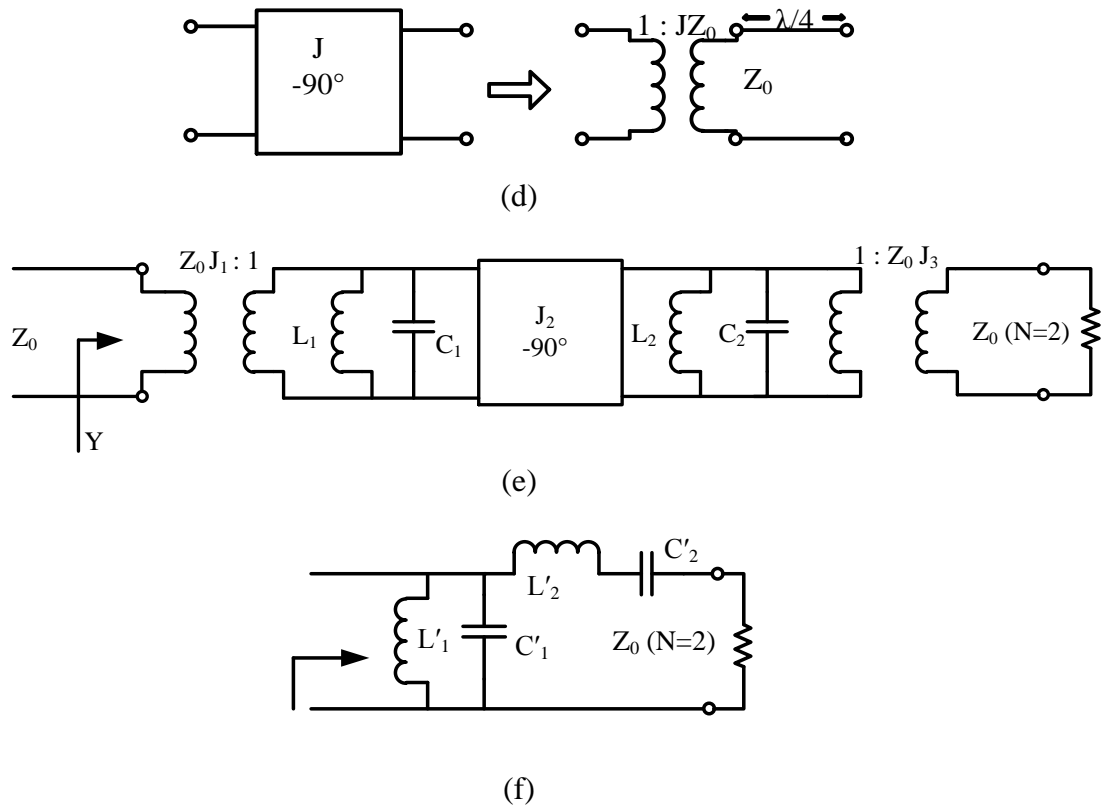 J
-90°
1 : JZ₀
λ/4
Z₀
(d)
Z₀
Y
Z₀ J₁ : 1
L₁
C₁
J₂
-90°
L₂
C₂
1 : Z₀ J₃
Z₀ (N=2)
(e)
L′₁
C′₁
L′₂
C′₂
Z₀ (N=2)
(f)